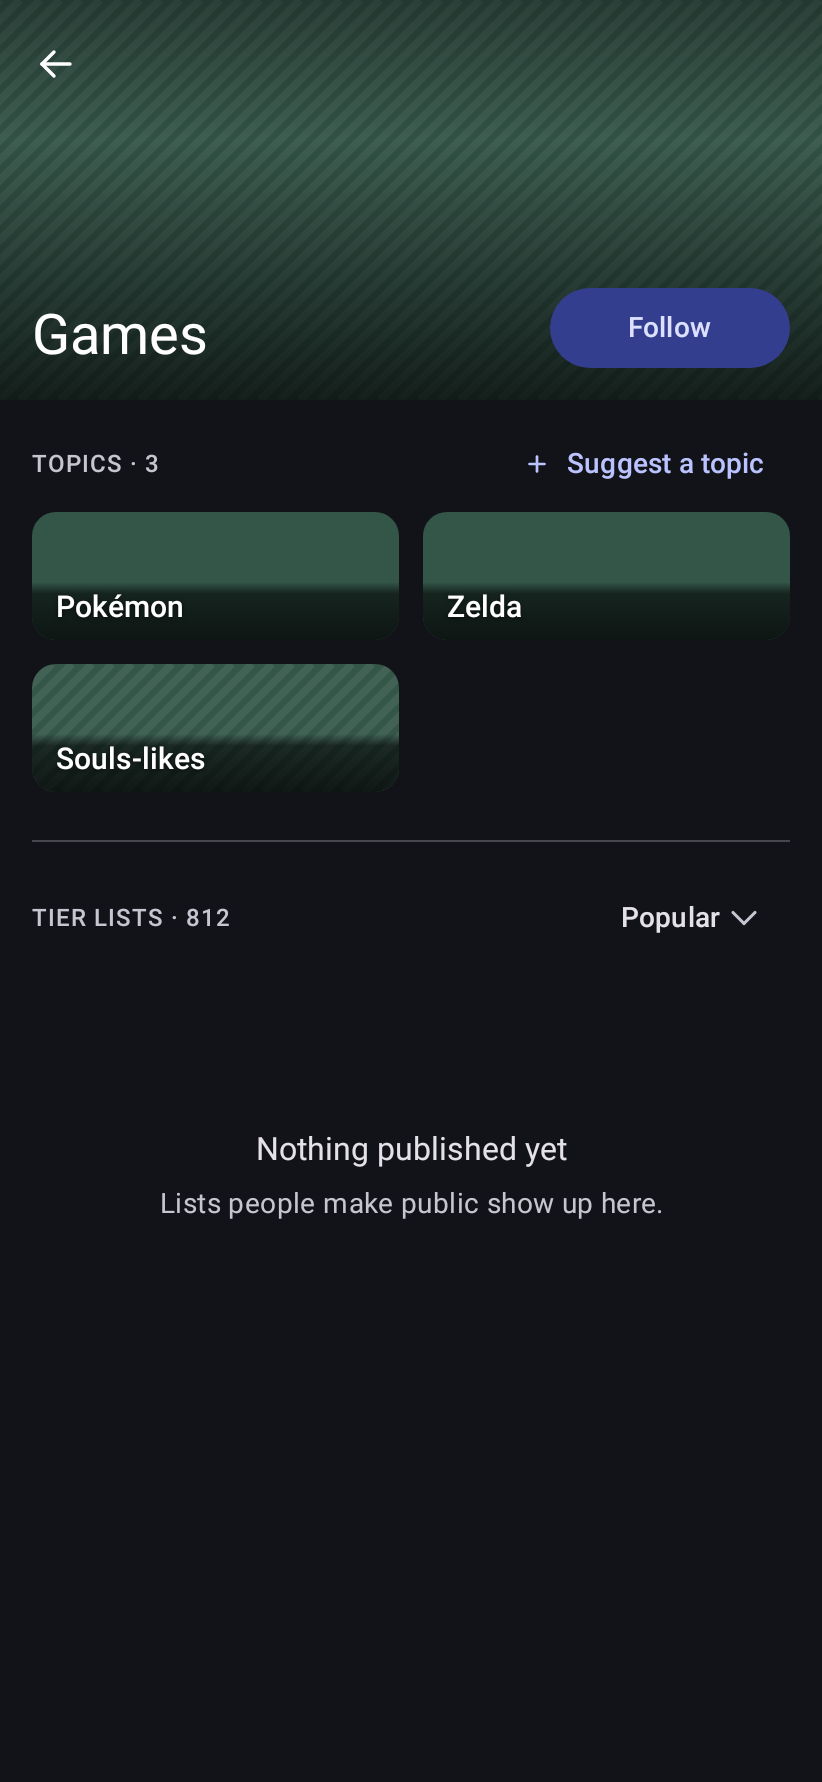 Games
Follow
TOPICS · 3
+ Suggest a topic
Pokémon
Zelda
Souls-likes
TIER LISTS · 812
Popular
Nothing published yet
Lists people make public show up here.